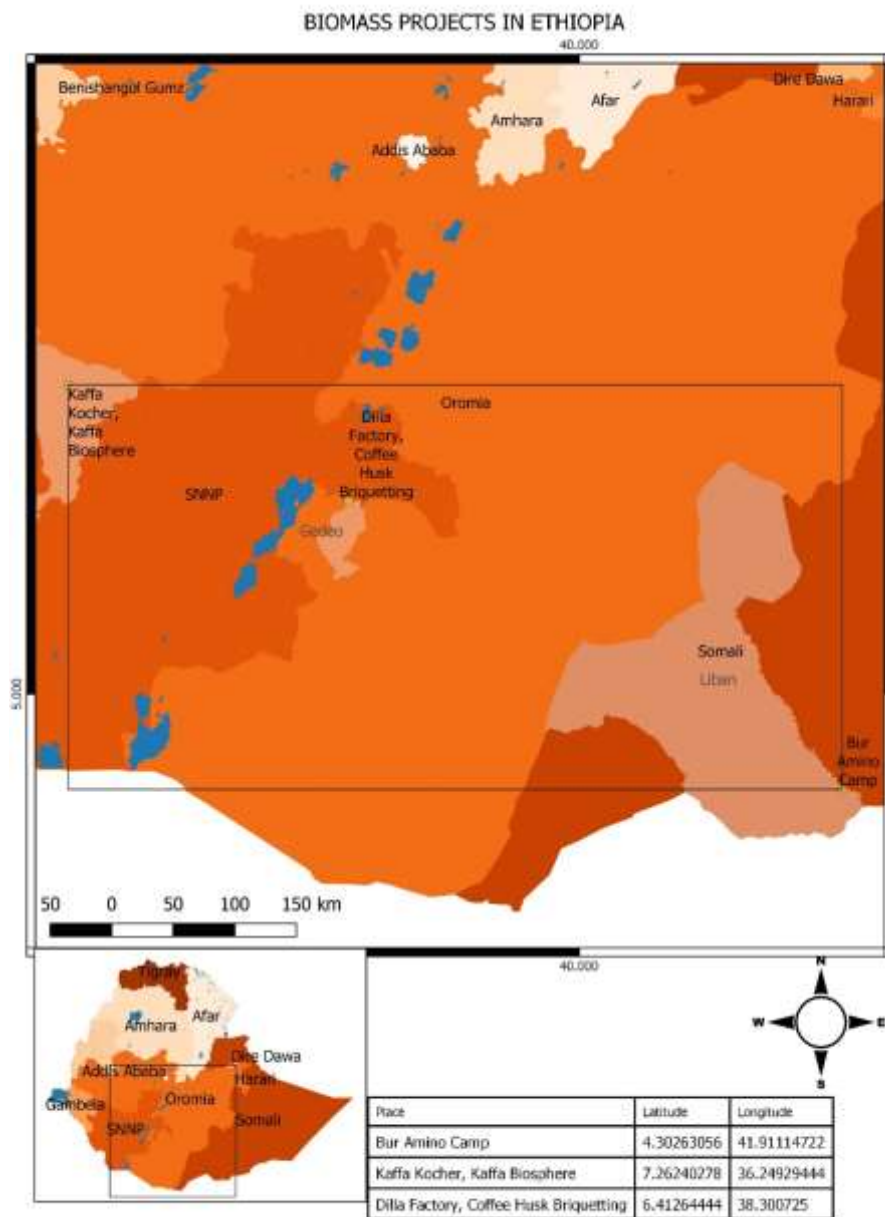 BIOMASS PROJECTS IN ETHIOPIA
40.000
Benishangul Gumz
Dire Dawa
Harari
Afar
Amhara
Addis Ababa
Kaffa
Kocher,
Kaffa
Biosphere
Oromia
Dilla
Factory,
Coffee
Husk
Briquetting
SNNP
Gedeo
Somali
Liban
5.000
Bur
Amino
Camp
50 0 50 100 150 km
40.000
Tigray
Amhara
Afar
Addis Ababa
Dire Dawa
Harari
Gambela
Oromia
SNNP
Somali
N
W E
S
Place Latitude Longitude
Bur Amino Camp 4.30263056 41.91114722
Kaffa Kocher, Kaffa Biosphere 7.26240278 36.24929444
Dilla Factory, Coffee Husk Briquetting 6.41264444 38.300725